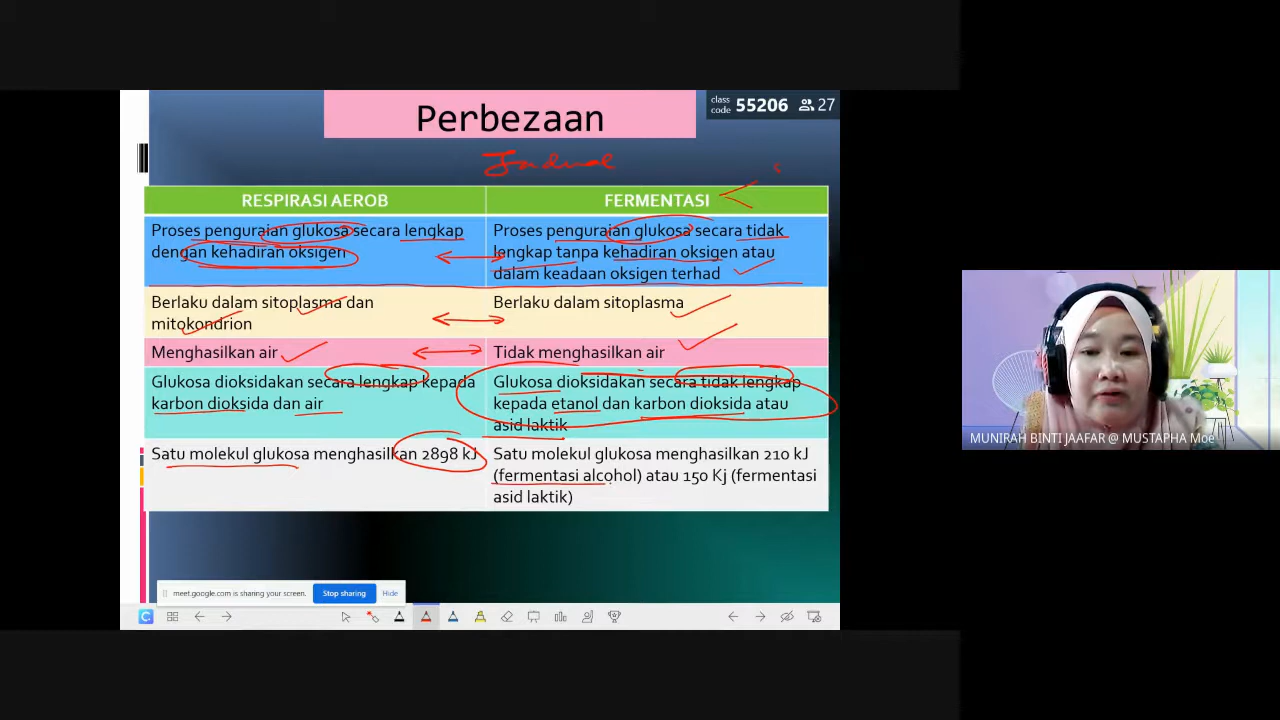 Perbezaan
class code 55206 27
Jadual
RESPIRASI AEROB
FERMENTASI
Proses penguraian glukosa secara lengkap
dengan kehadiran oksigen
Proses penguraian glukosa secara tidak
lengkap tanpa kehadiran oksigen atau
dalam keadaan oksigen terhad
Berlaku dalam sitoplasma dan
mitokondrion
Berlaku dalam sitoplasma
Menghasilkan air
Tidak menghasilkan air
Glukosa dioksidakan secara lengkap kepada
karbon dioksida dan air
Glukosa dioksidakan secara tidak lengkap
kepada etanol dan karbon dioksida atau
asid laktik
Satu molekul glukosa menghasilkan 2898 kJ
Satu molekul glukosa menghasilkan 210 kJ
(fermentasi alcohol) atau 150 Kj (fermentasi
asid laktik)
MUNIRAH BINTI JAAFAR @ MUSTAPHA Moe
meet.google.com is sharing your screen. Stop sharing Hide